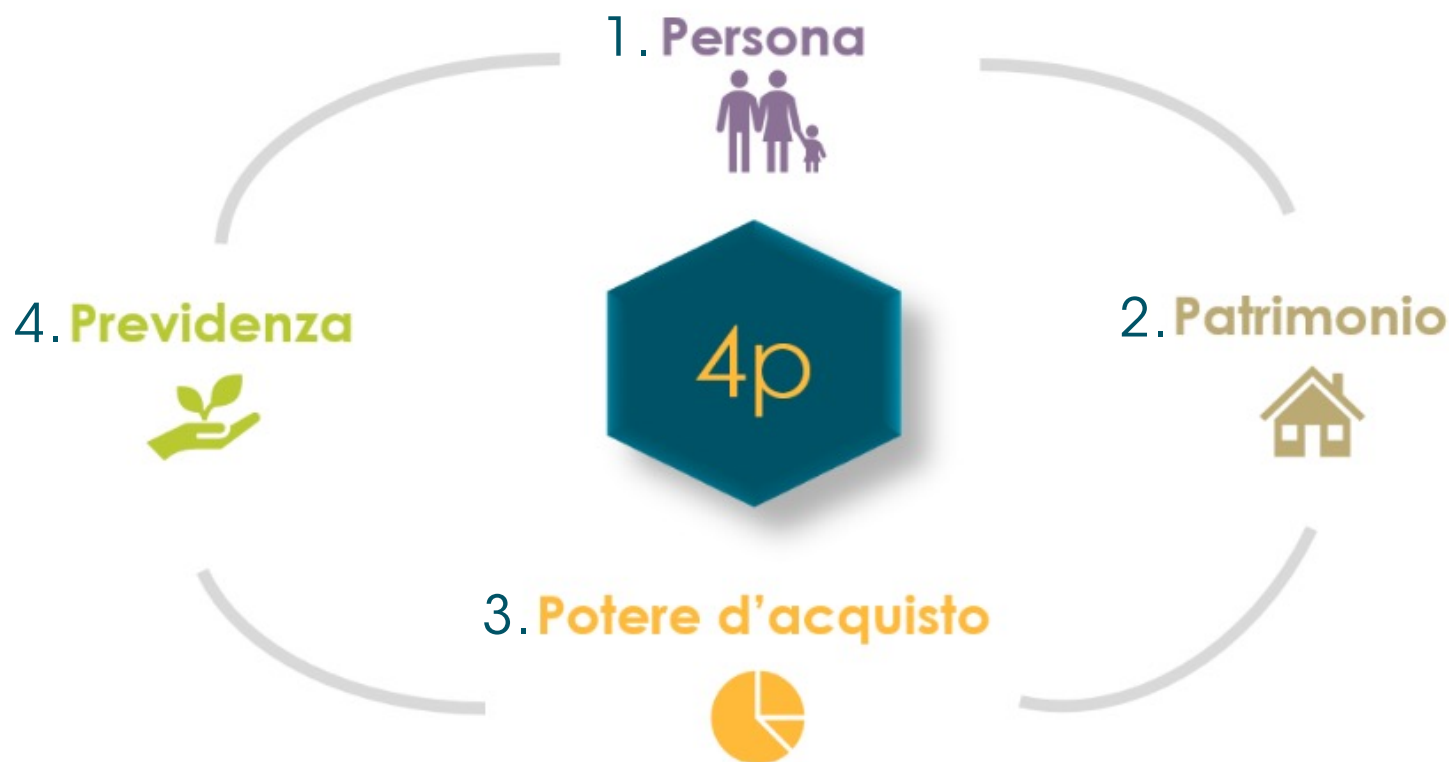 1. Persona
4. Previdenza
2. Patrimonio
4p
3. Potere d'acquisto